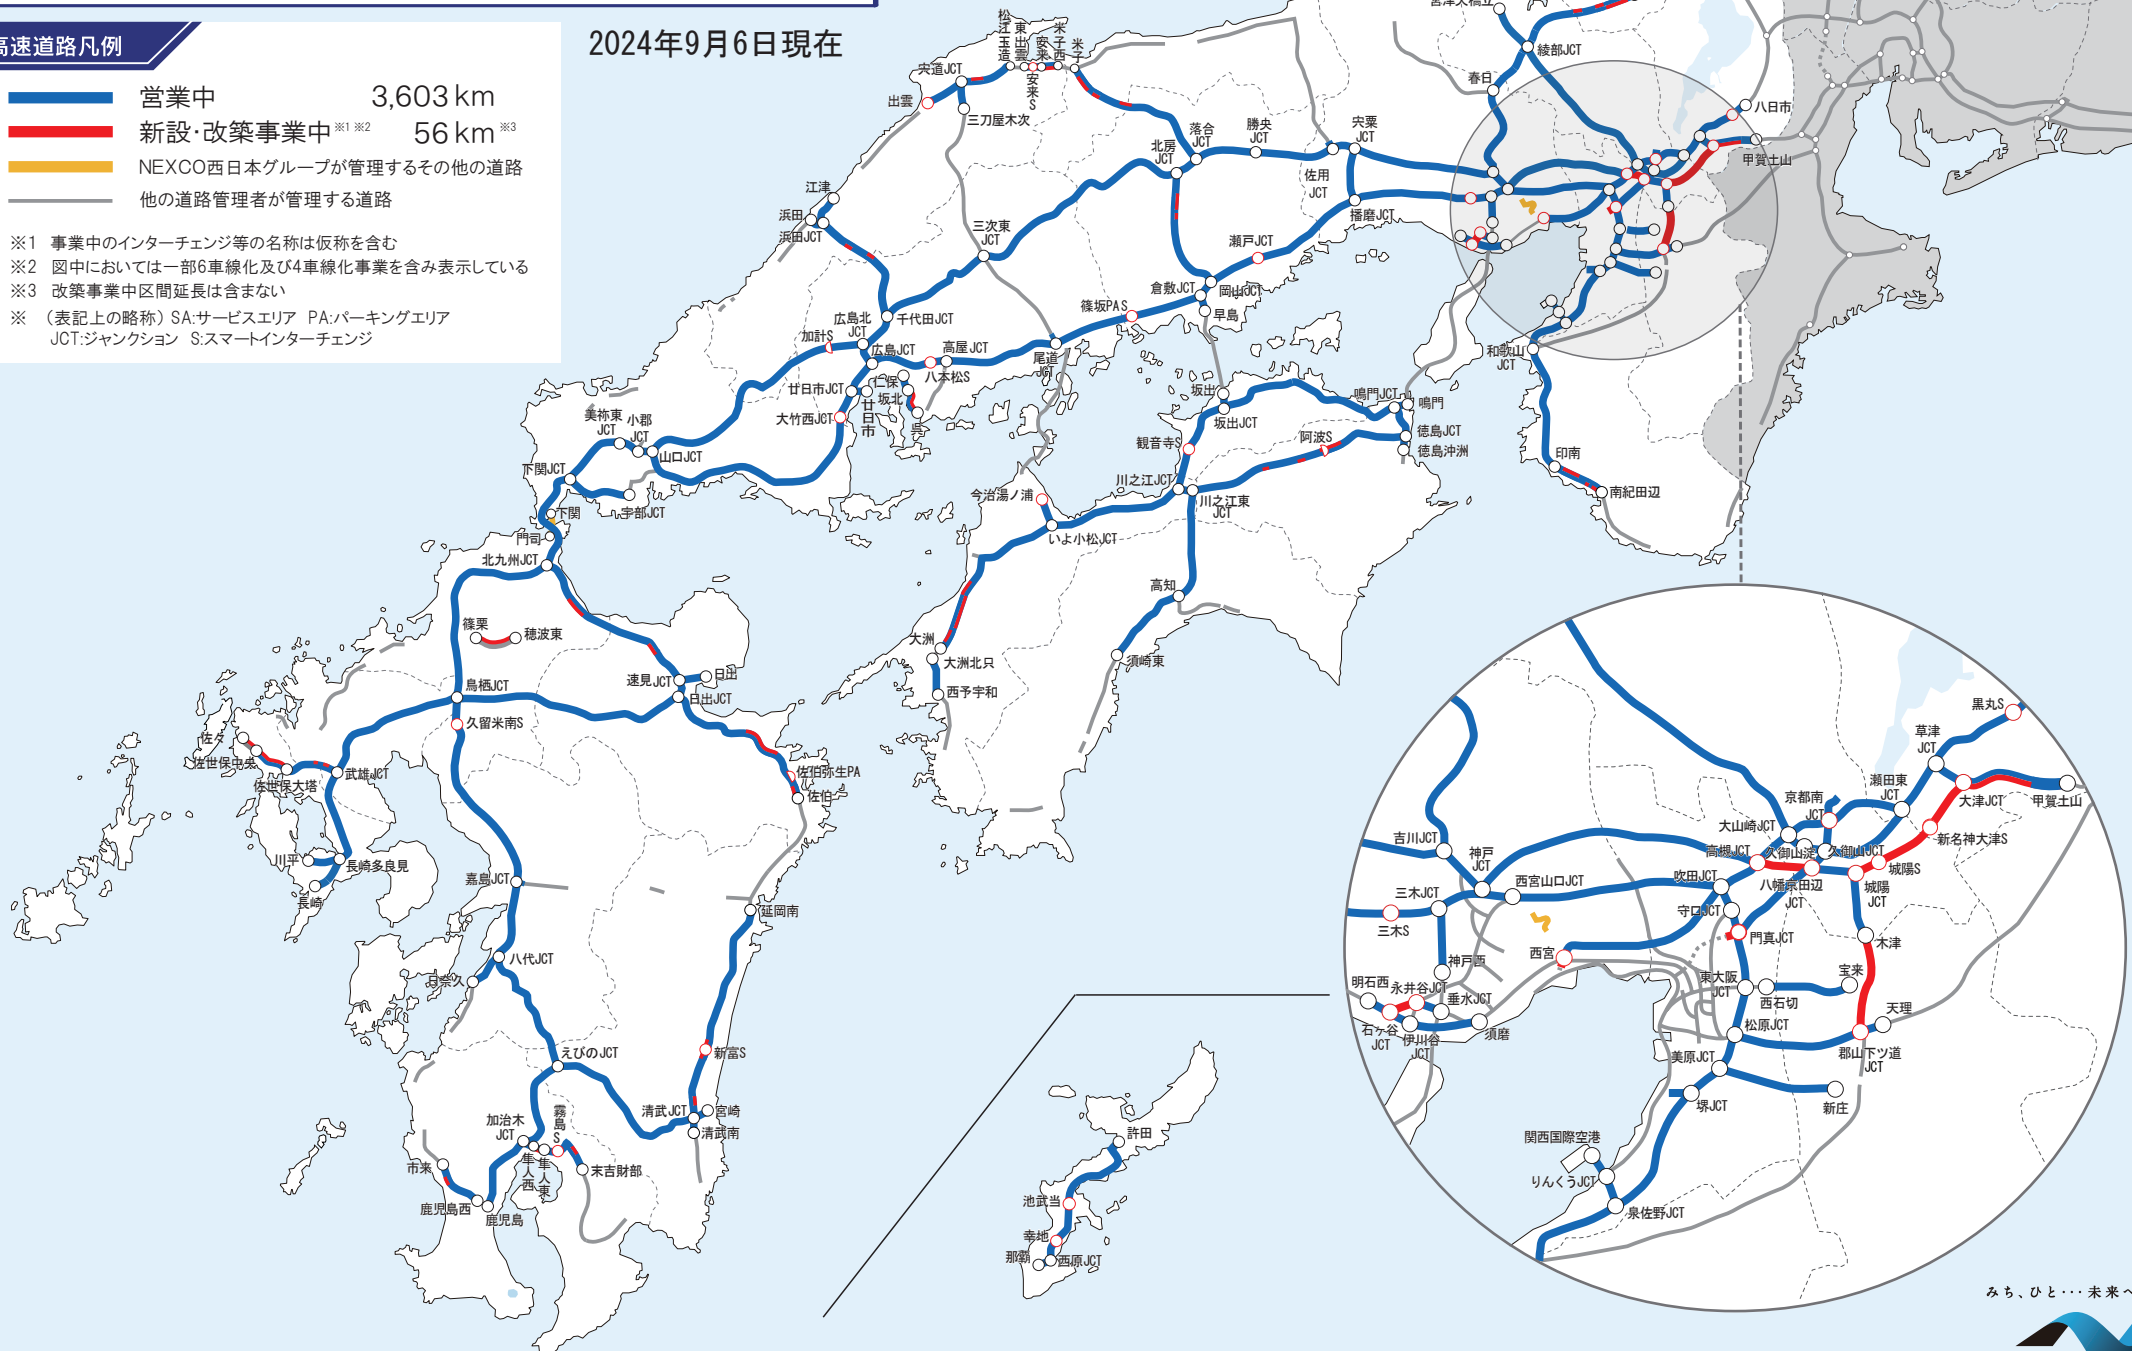 高速道路凡例
2024年9月6日現在
営業中 3,603km
新設・改築事業中※1 ※2 56km※3
NEXCO西日本グループが管理するその他の道路
他の道路管理者が管理する道路
※1 事業中のインターチェンジ等の名称は仮称を含む
※2 図中においては一部6車線化及び4車線化事業を含み表示している
※3 改築事業中区間延長は含まない
※ (表記上の略称) SA:サービスエリア PA:パーキングエリア
JCT:ジャンクション S:スマートインターチェンジ
松江玉造
東出雲
安来
安来S
米子西
米子
宍道JCT
出雲
三刀屋木次
綾部JCT
春日
八日市
甲賀土山
落合JCT
北房JCT
勝央JCT
佐用JCT
宍粟JCT
播磨JCT
瀬戸JCT
江津
浜田
浜田JCT
三次東JCT
倉敷JCT
岡山JCT
早島
篠坂PAS
千代田JCT
広島北JCT
加計S
広島JCT
高屋JCT
八本松S
尾道JCT
廿日市JCT
廿日市
仁保
坂北
呉
大竹西JCT
美祢東JCT
小郡JCT
山口JCT
下関JCT
宇部JCT
下関
門司
北九州JCT
坂出
坂出JCT
鳴門JCT
鳴門
徳島JCT
徳島沖洲
観音寺S
阿波S
川之江JCT
川之江東JCT
今治湯ノ浦
いよ小松JCT
高知
須崎東
大洲
大洲北只
西予宇和
和歌山JCT
印南
南紀田辺
篠栗
穂波東
速見JCT
日出
日出JCT
鳥栖JCT
久留米南S
佐々
佐世保中央
佐世保大塔
武雄JCT
川平
長崎多良見
長崎
佐伯弥生PA
佐伯
嘉島JCT
延岡南
八代JCT
日奈久
えびのJCT
新富S
清武JCT
宮崎
清武南
加治木JCT
霧島S
隼人西
隼人東
末吉財部
市来
鹿児島西
鹿児島
許田
池武当
幸地
那覇
西原JCT
黒丸S
草津JCT
瀬田東JCT
大津JCT
甲賀土山
新名神大津S
京都南JCT
大山崎JCT
高槻JCT
久御山淀
久御山JCT
城陽S
城陽JCT
八幡京田辺JCT
吉川JCT
神戸JCT
西宮山口JCT
吹田JCT
守口JCT
門真JCT
三木JCT
三木S
西宮
神戸西
明石西
永井谷JCT
垂水JCT
石ヶ谷JCT
伊川谷JCT
須磨
木津
宝来
東大阪JCT
西石切
天理
松原JCT
郡山下ツ道JCT
美原JCT
堺JCT
新庄
関西国際空港
りんくうJCT
泉佐野JCT
みち、ひと…未来へ